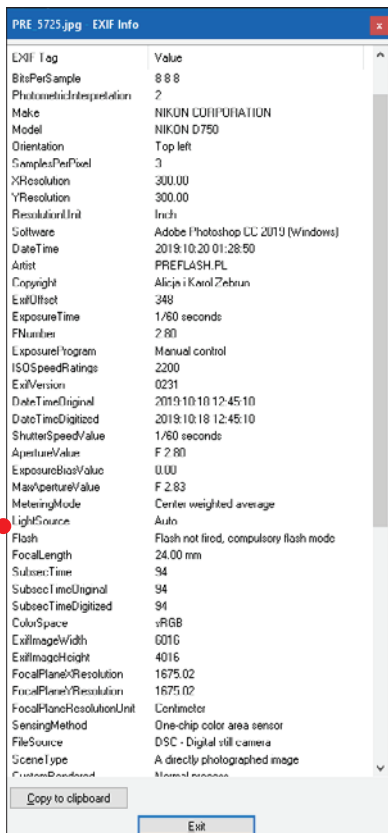 PRE_5725.jpg - EXIF Info
x
EXIF Tag Value
BitsPerSample 8 8 8
PhotometricInterpretation 2
Make NIKON CORPORATION
Model NIKON D750
Orientation Top left
SamplesPerPixel 3
XResolution 300.00
YResolution 300.00
ResolutionUnit Inch
Software Adobe Photoshop CC 2019 (Windows)
DateTime 2019:10:20 01:28:50
Artist PREFLASH.PL
Copyright Alicja i Karol Zebrun
ExifOffset 348
ExposureTime 1/60 seconds
FNumber 2.80
ExposureProgram Manual control
ISOSpeedRatings 2200
ExifVersion 0231
DateTimeOriginal 2019:10:18 12:45:10
DateTimeDigitized 2019:10:18 12:45:10
ShutterSpeedValue 1/60 seconds
ApertureValue F 2.80
ExposureBiasValue 0.00
MaxApertureValue F 2.83
MeteringMode Center weighted average
LightSource Auto
Flash Flash not fired, compulsory flash mode
FocalLength 24.00 mm
SubsecTime 94
SubsecTimeOriginal 94
SubsecTimeDigitized 94
ColorSpace sRGB
ExifImageWidth 6016
ExifImageHeight 4016
FocalPlaneXResolution 1675.02
FocalPlaneYResolution 1675.02
FocalPlaneResolutionUnit Centimeter
SensingMethod One-chip color area sensor
FileSource DSC - Digital still camera
SceneType A directly photographed image
CustomRendered Normal process
Copy to clipboard
Exit